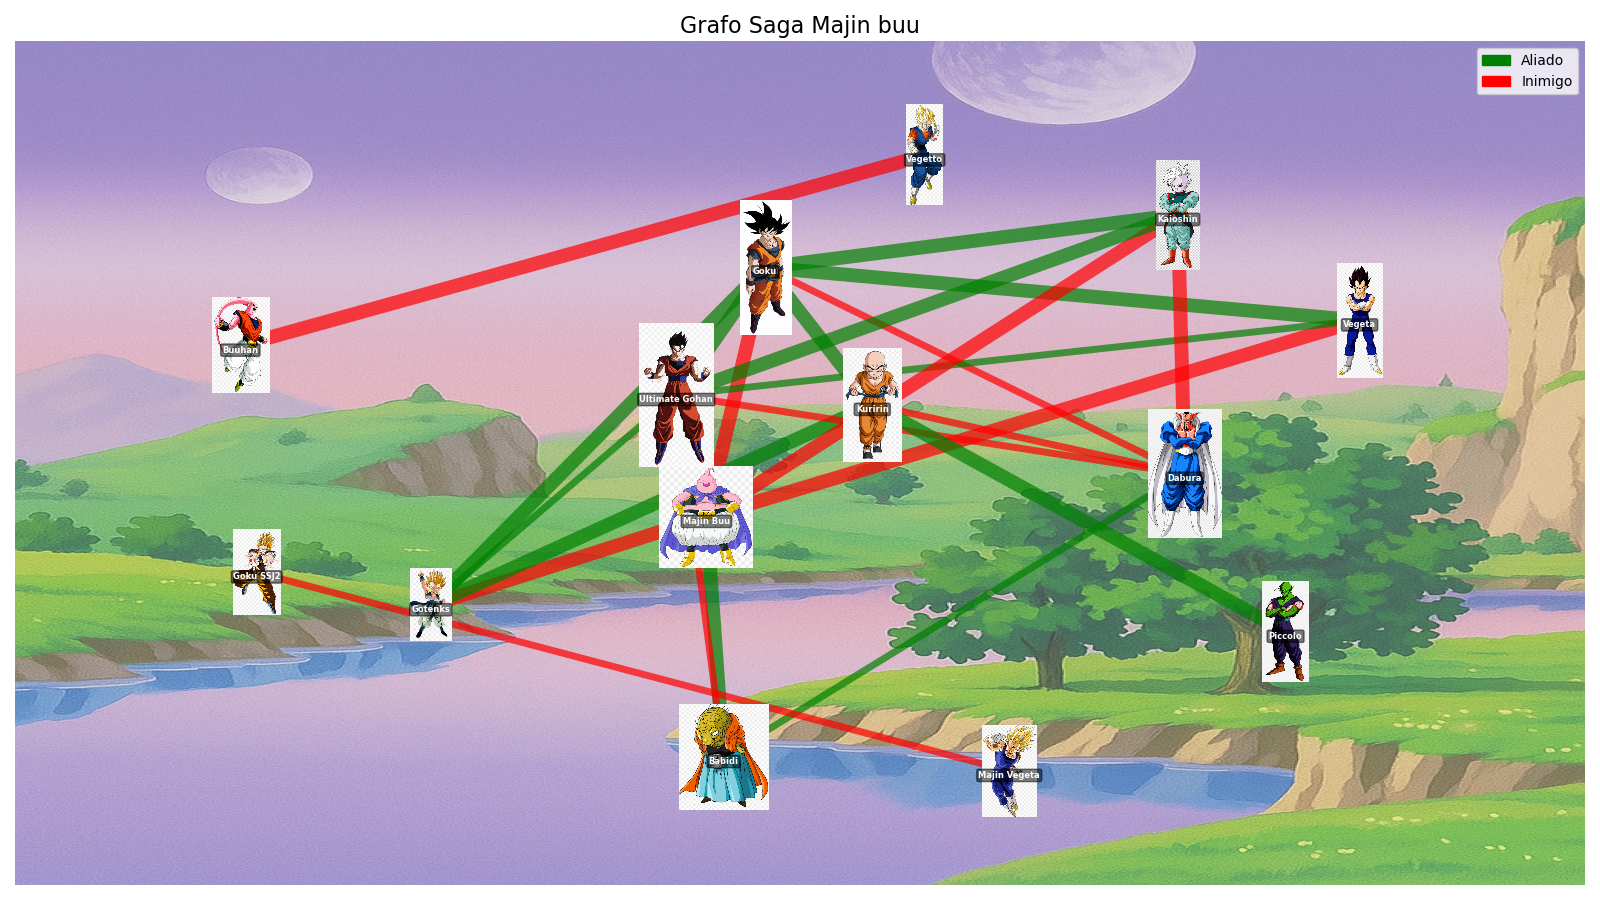 Grafo Saga Majin buu
Aliado
Inimigo
Vegetto
Kaioshin
Goku
Vegeta
Buuhan
Ultimate Gohan
Kuririn
Dabura
Majin Buu
Goku SSJ2
Gotenks
Piccolo
Babidi
Majin Vegeta